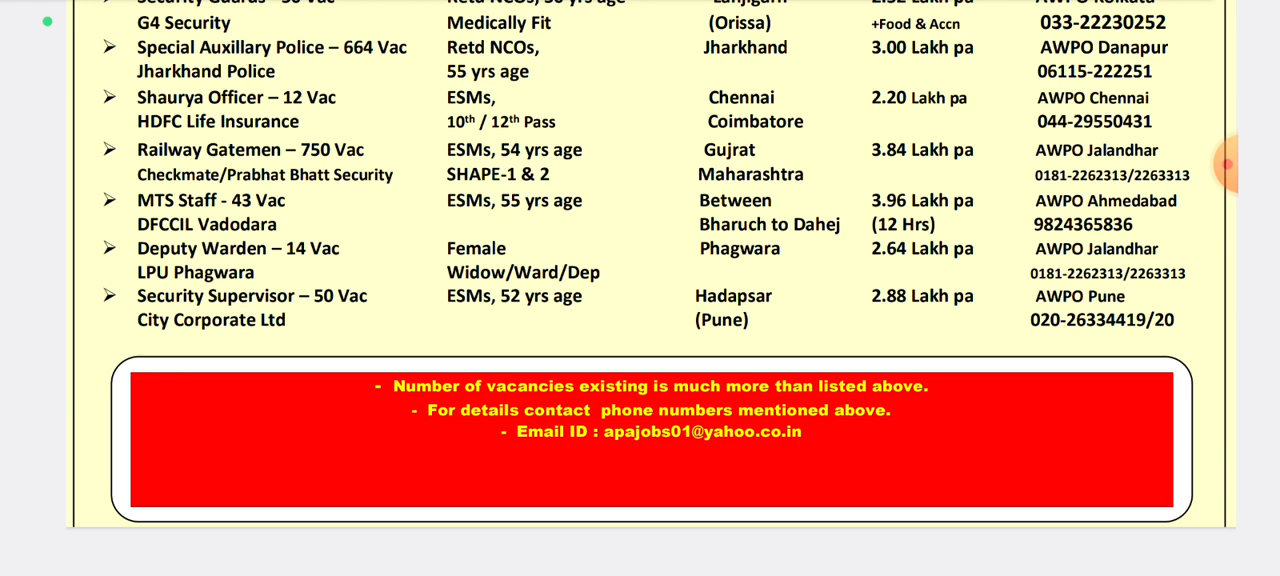 G4 Security Medically Fit (Orissa) +Food & Accn 033-22230252
➢ Special Auxillary Police – 664 Vac Retd NCOs, Jharkhand 3.00 Lakh pa AWPO Danapur
Jharkhand Police 55 yrs age 06115-222251
➢ Shaurya Officer – 12 Vac ESMs, Chennai 2.20 Lakh pa AWPO Chennai
HDFC Life Insurance 10th / 12th Pass Coimbatore 044-29550431
➢ Railway Gatemen – 750 Vac ESMs, 54 yrs age Gujrat 3.84 Lakh pa AWPO Jalandhar
Checkmate/Prabhat Bhatt Security SHAPE-1 & 2 Maharashtra 0181-2262313/2263313
➢ MTS Staff - 43 Vac ESMs, 55 yrs age Between 3.96 Lakh pa AWPO Ahmedabad
DFCCIL Vadodara Bharuch to Dahej (12 Hrs) 9824365836
➢ Deputy Warden – 14 Vac Female Phagwara 2.64 Lakh pa AWPO Jalandhar
LPU Phagwara Widow/Ward/Dep 0181-2262313/2263313
➢ Security Supervisor – 50 Vac ESMs, 52 yrs age Hadapsar 2.88 Lakh pa AWPO Pune
City Corporate Ltd (Pune) 020-26334419/20
- Number of vacancies existing is much more than listed above.
- For details contact phone numbers mentioned above.
- Email ID : apajobs01@yahoo.co.in